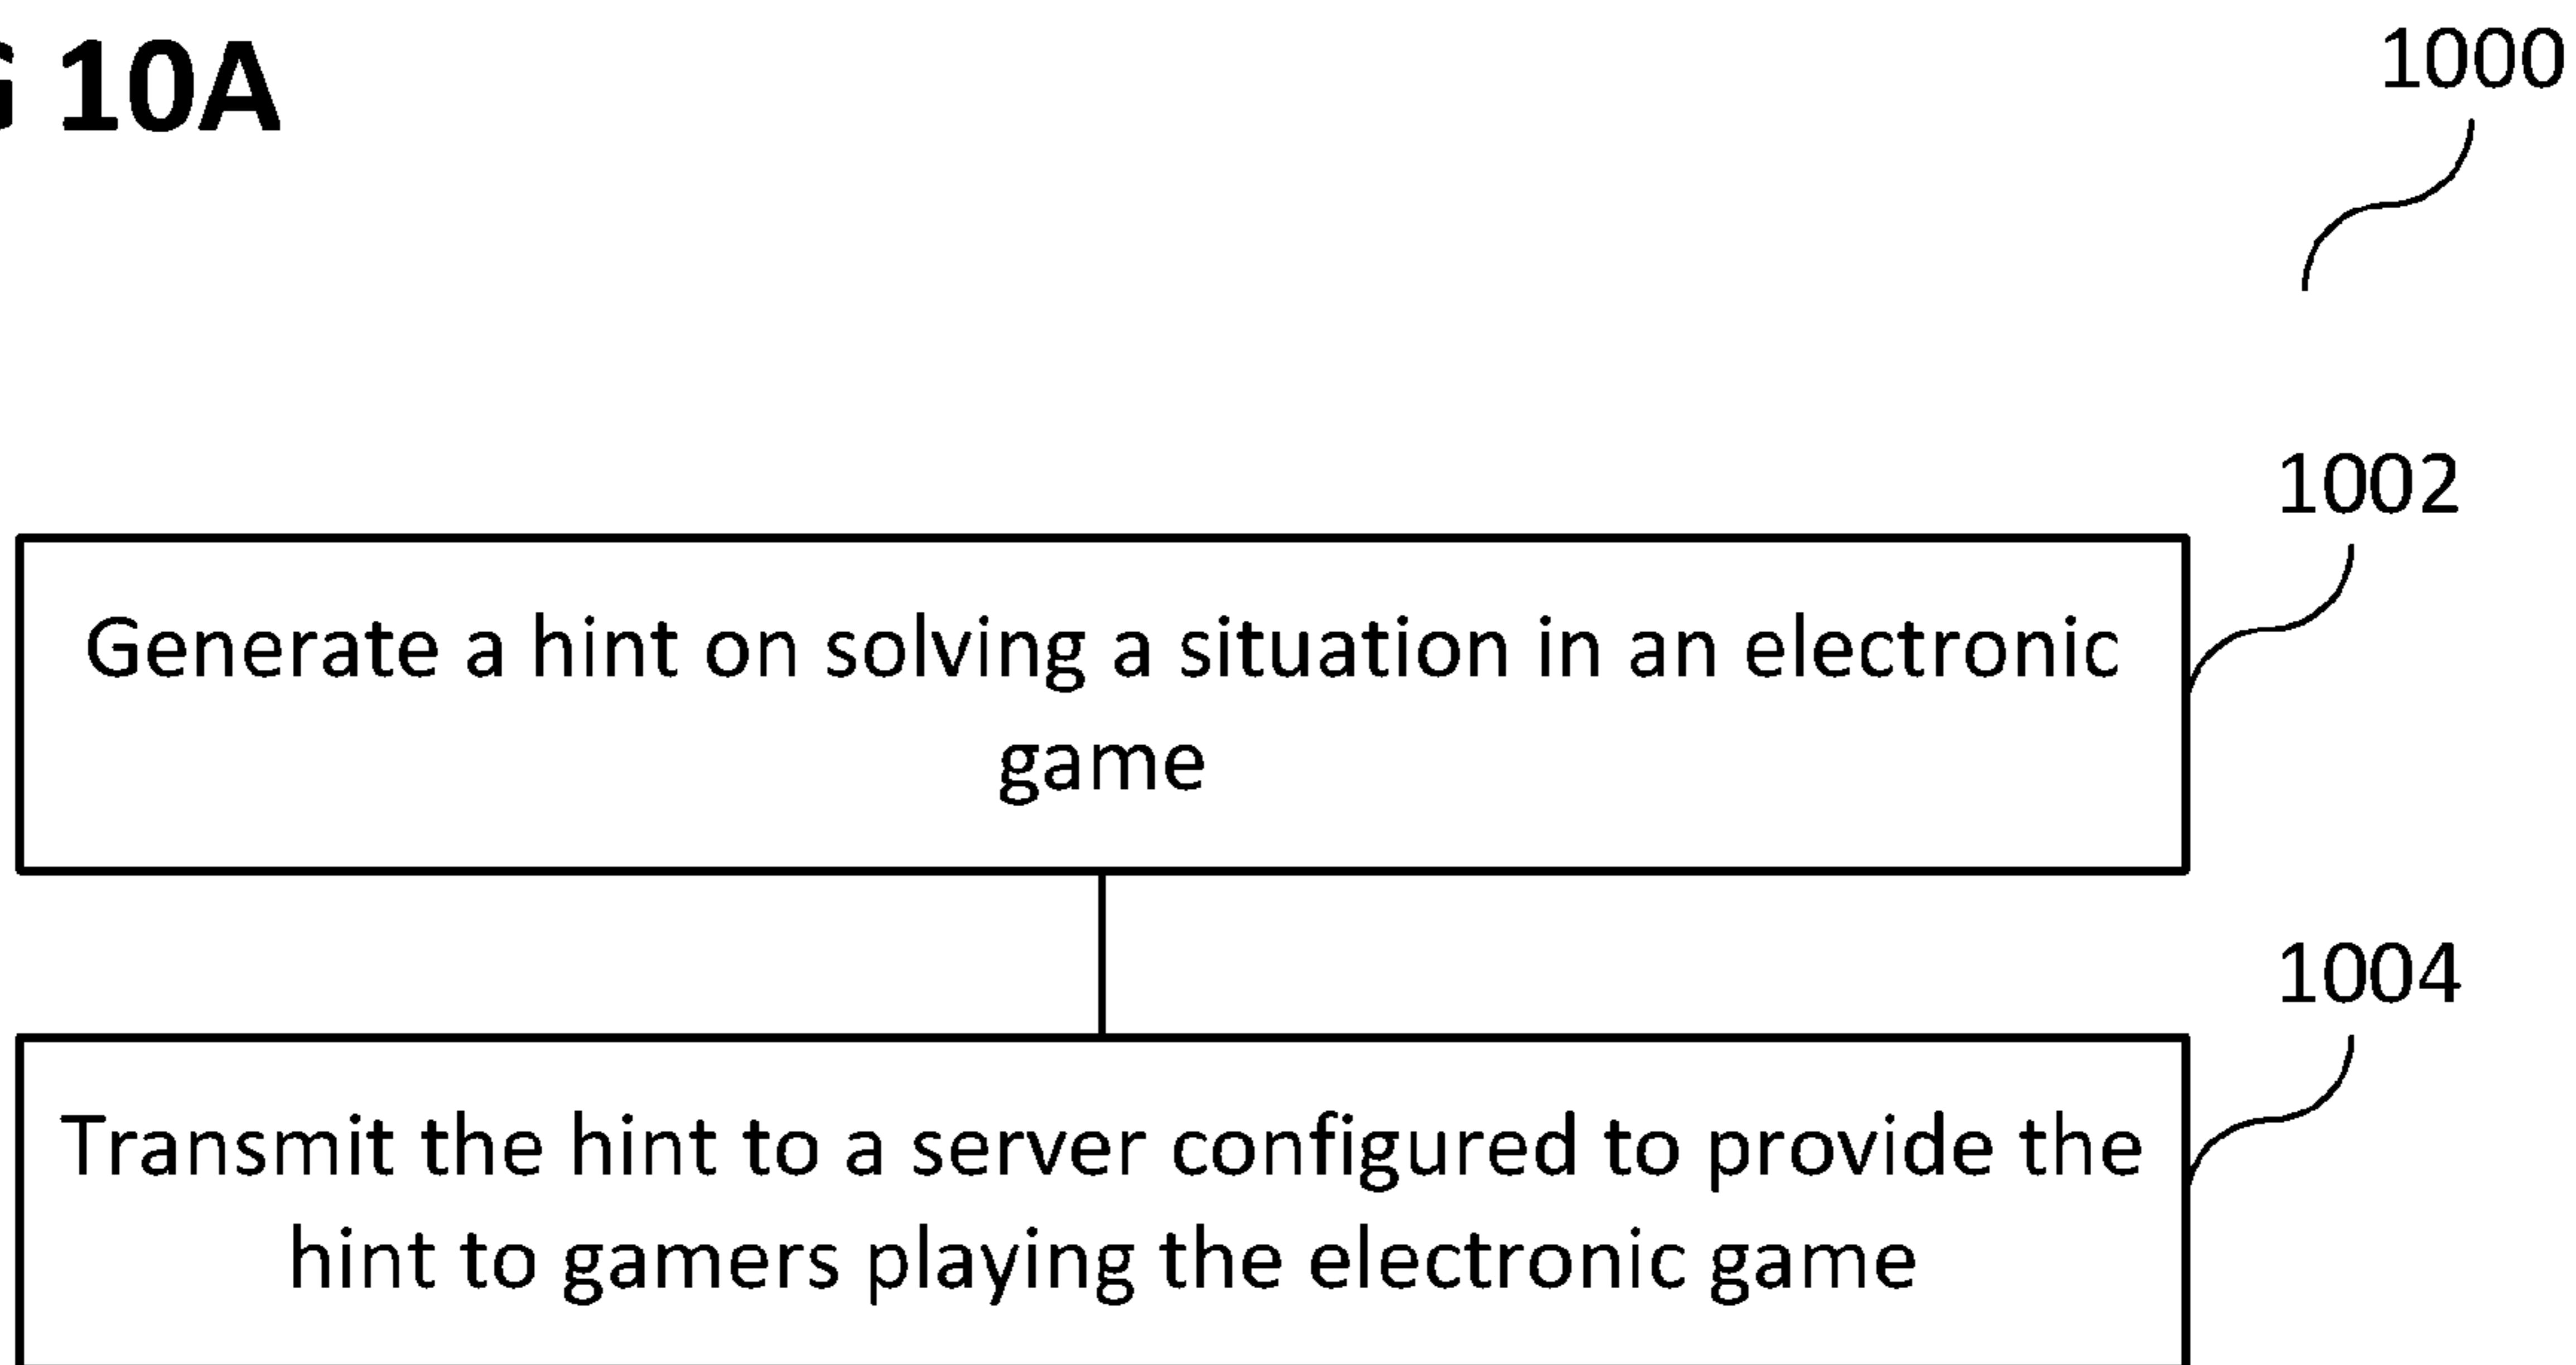 G 10A
1000
1002
Generate a hint on solving a situation in an electronic
game
1004
Transmit the hint to a server configured to provide the
hint to gamers playing the electronic game